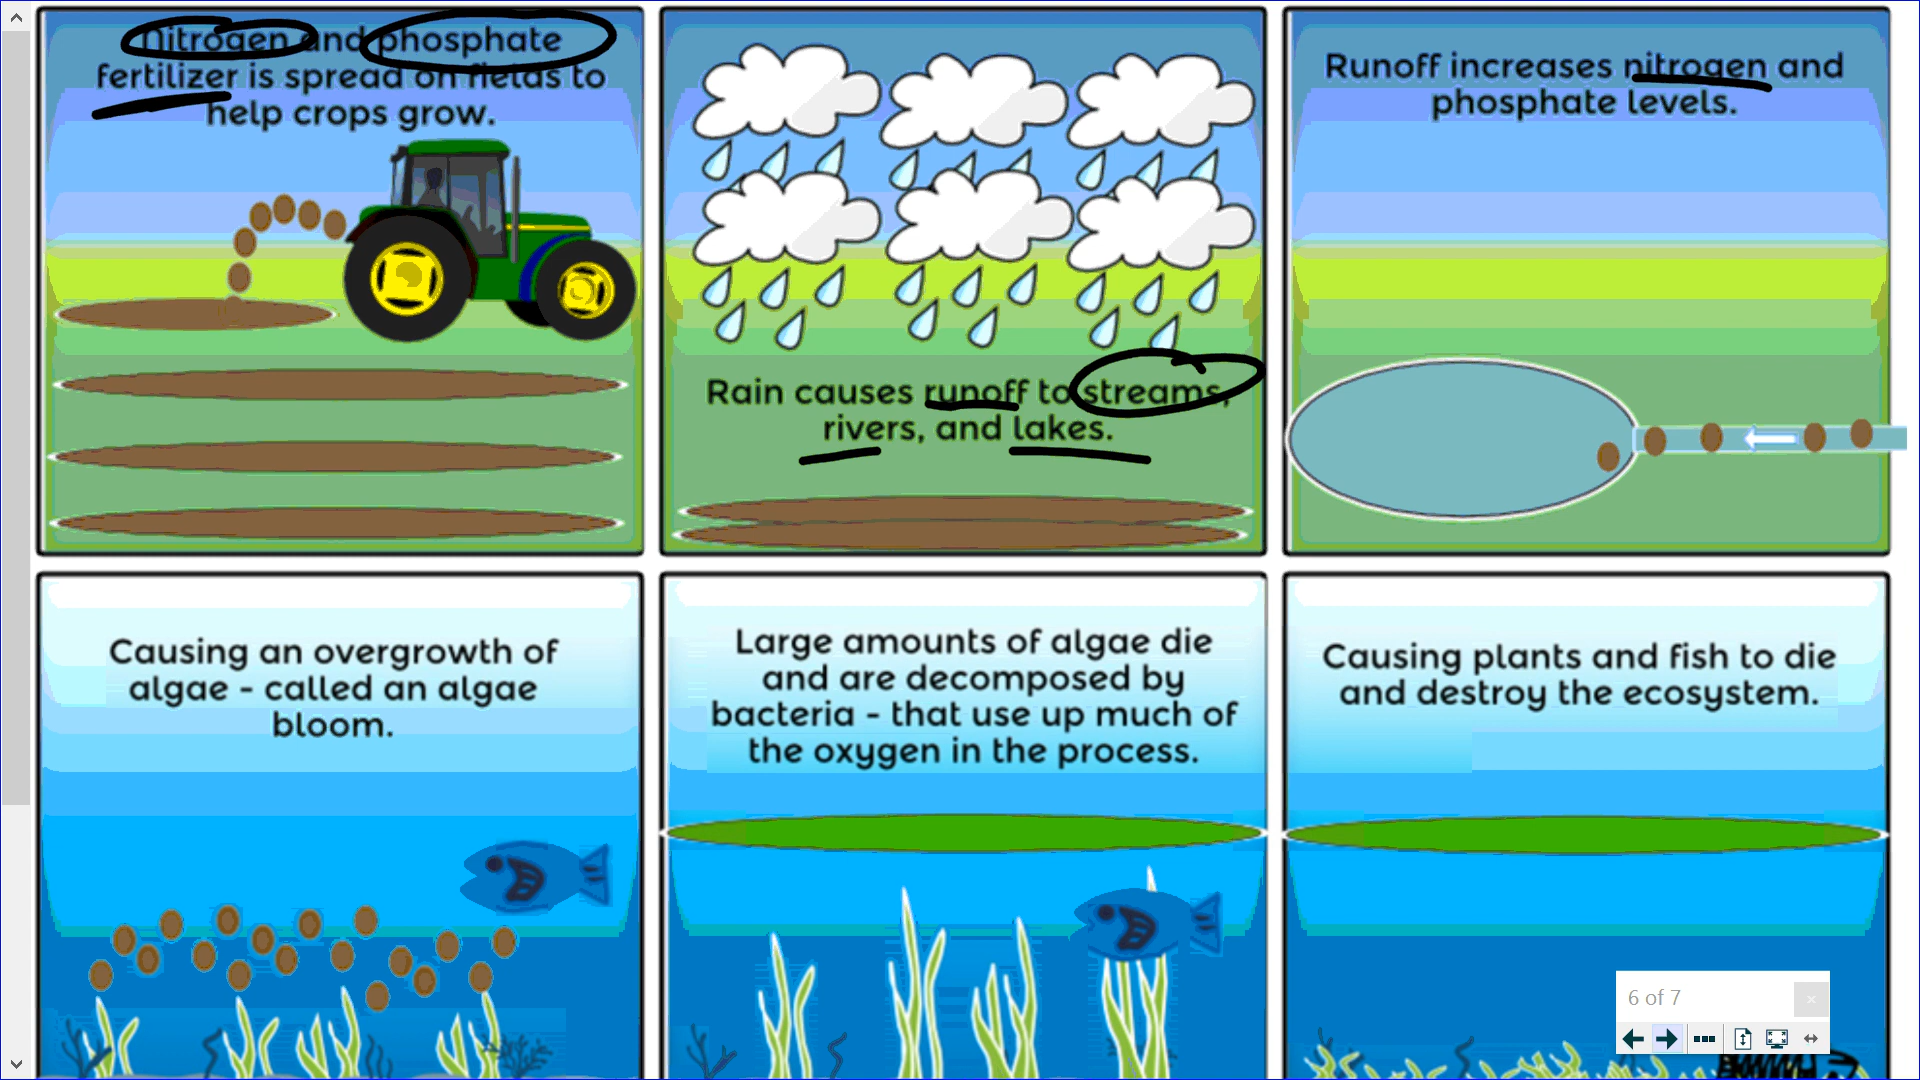 Nitrogen and phosphate
fertilizer is spread on fields to
help crops grow.
Rain causes runoff to streams,
rivers, and lakes.
Runoff increases nitrogen and
phosphate levels.
Causing an overgrowth of
algae - called an algae
bloom.
Large amounts of algae die
and are decomposed by
bacteria - that use up much of
the oxygen in the process.
Causing plants and fish to die
and destroy the ecosystem.
6 of 7